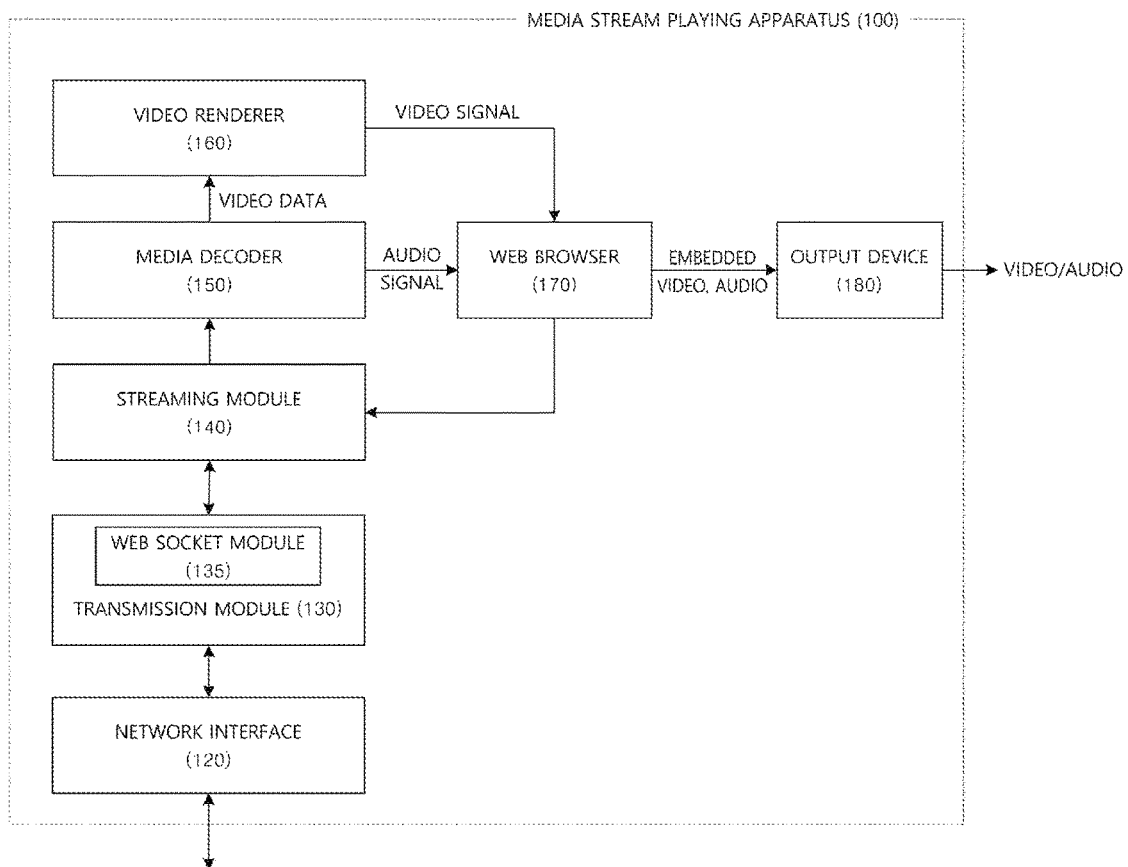 MEDIA STREAM PLAYING APPARATUS (100)
VIDEO RENDERER
(160)
VIDEO SIGNAL
VIDEO DATA
MEDIA DECODER
(150)
AUDIO
SIGNAL
WEB BROWSER
(170)
EMBEDDED
VIDEO, AUDIO
OUTPUT DEVICE
(180)
VIDEO/AUDIO
STREAMING MODULE
(140)
WEB SOCKET MODULE
(135)
TRANSMISSION MODULE (130)
NETWORK INTERFACE
(120)